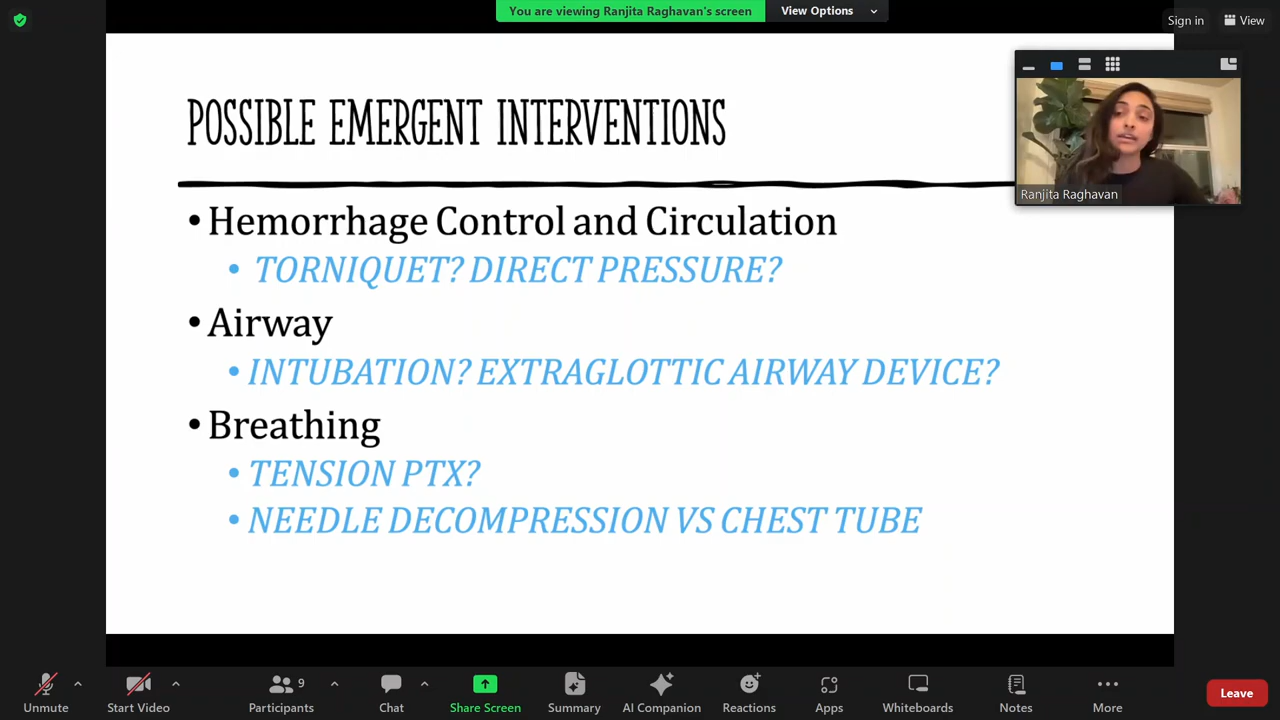 You are viewing Ranjita Raghavan's screen
View Options
Sign in
View
POSSIBLE EMERGENT INTERVENTIONS
Ranjita Raghavan
• Hemorrhage Control and Circulation
• TORNIQUET? DIRECT PRESSURE?
• Airway
• INTUBATION? EXTRAGLOTTIC AIRWAY DEVICE?
• Breathing
• TENSION PTX?
• NEEDLE DECOMPRESSION VS CHEST TUBE
Unmute
Start Video
9
Participants
Chat
Share Screen
Summary
AI Companion
Reactions
Apps
Whiteboards
Notes
More
Leave